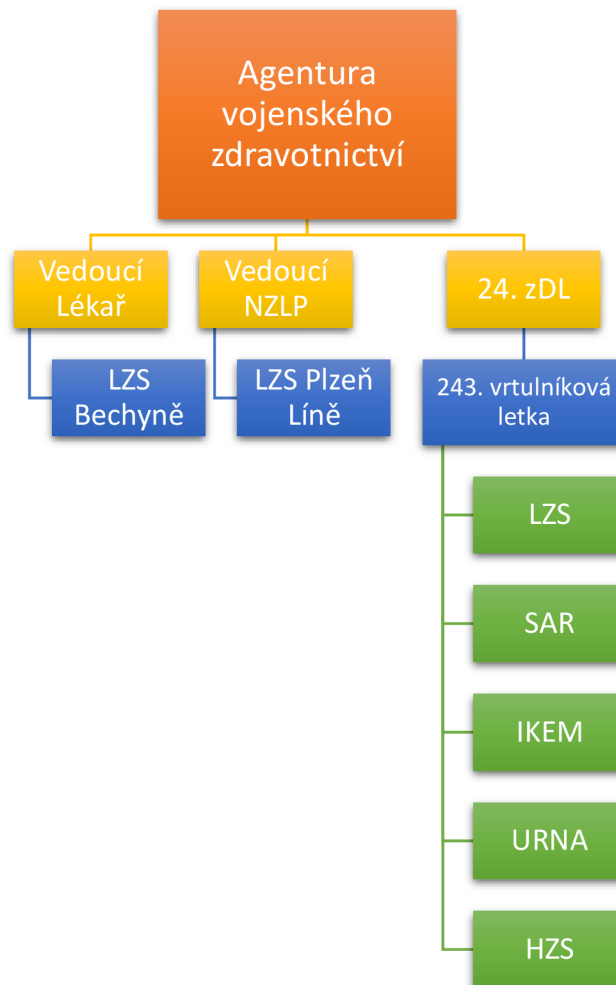 Agentura
vojenského
zdravotnictví
Vedoucí
Lékař
Vedoucí
NZLP
24. zDL
LZS
Bechyně
LZS Plzeň
Líně
243. vrtulníková
letka
LZS
SAR
IKEM
URNA
HZS